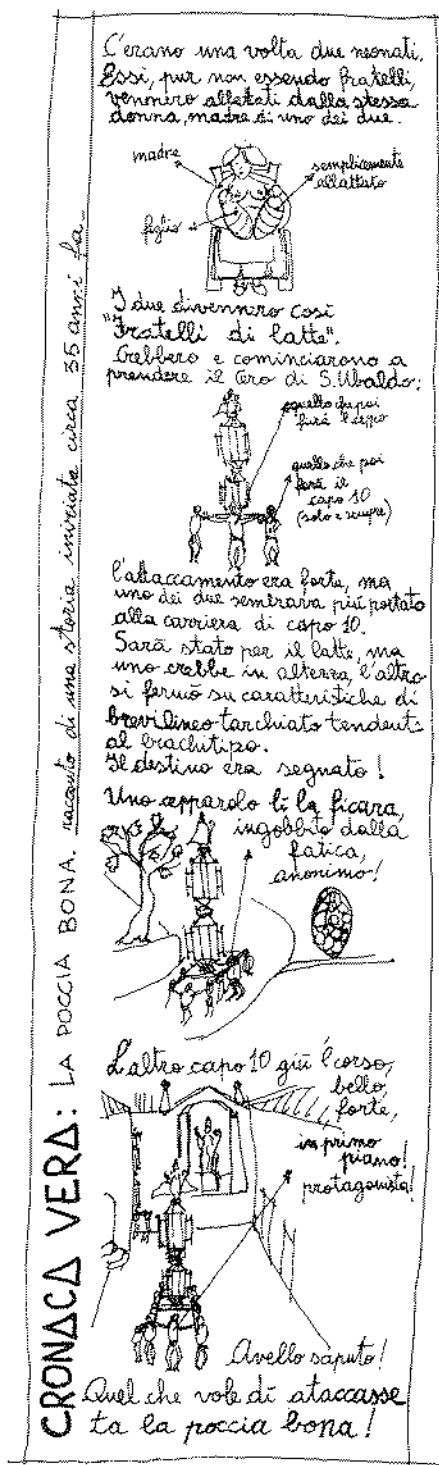 CRONACA VERA: LA POCCIA BONA. racconto di una storia iniziata circa 35 anni fa.
C'erano una volta due neonati.
Essi, pur non essendo fratelli,
vennero allatati dalla stessa
donna, madre di uno dei due.
madre
semplicemente
allattato
figlio
I due divennero così
"Fratelli di latte".
Crebbero e cominciarono a
prendere il Cero di S. Ubaldo:
quello che poi
farà l ceppo
quello che poi
farà il
capo 10
(solo e sempre)
l'attaccamento era forte, ma
uno dei due sembrava più portato
alla carriera di capo 10.
Sarà stato per il latte, ma
uno crebbe in altezza, l'altro
si fermò su caratteristiche di
brevilineo tarchiato tendente
al brachitipo.
Il destino era segnato!
Uno cepparolo lì la ficara,
ingobbito dalla
fatica,
anonimo!
L'altro capo 10 giù l corso,
bello,
forte,
in primo
piano!
protagonista!
Avello saputo!
Quel che vole dì ataccasse
ta la poccia bona!